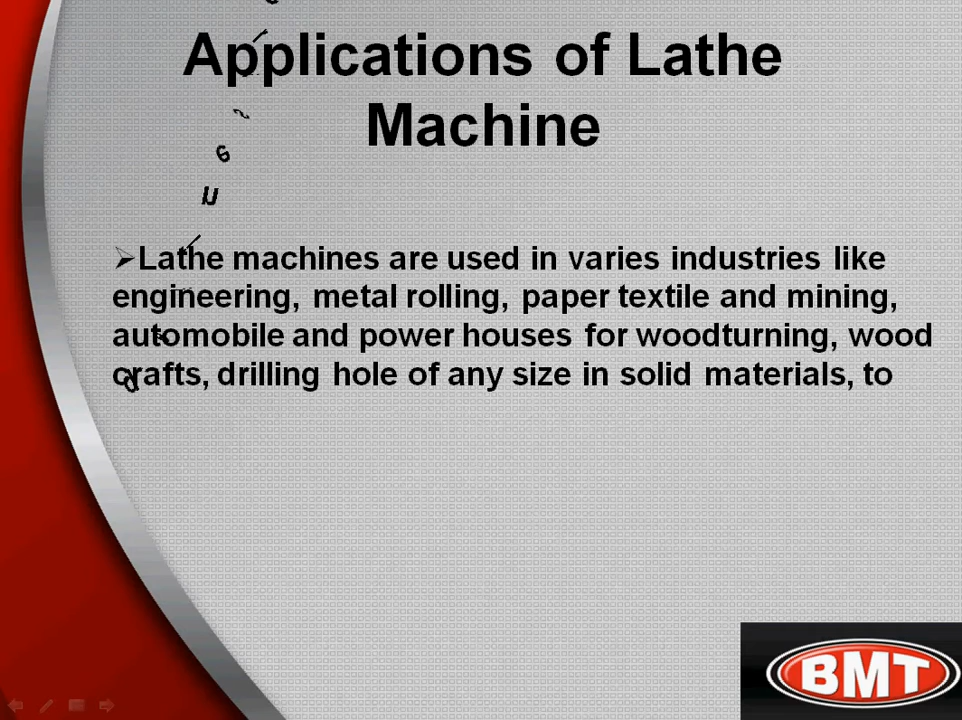 Applications of Lathe
Machine
➢Lathe machines are used in varies industries like
engineering, metal rolling, paper textile and mining,
automobile and power houses for woodturning, wood
crafts, drilling hole of any size in solid materials, to
BMT